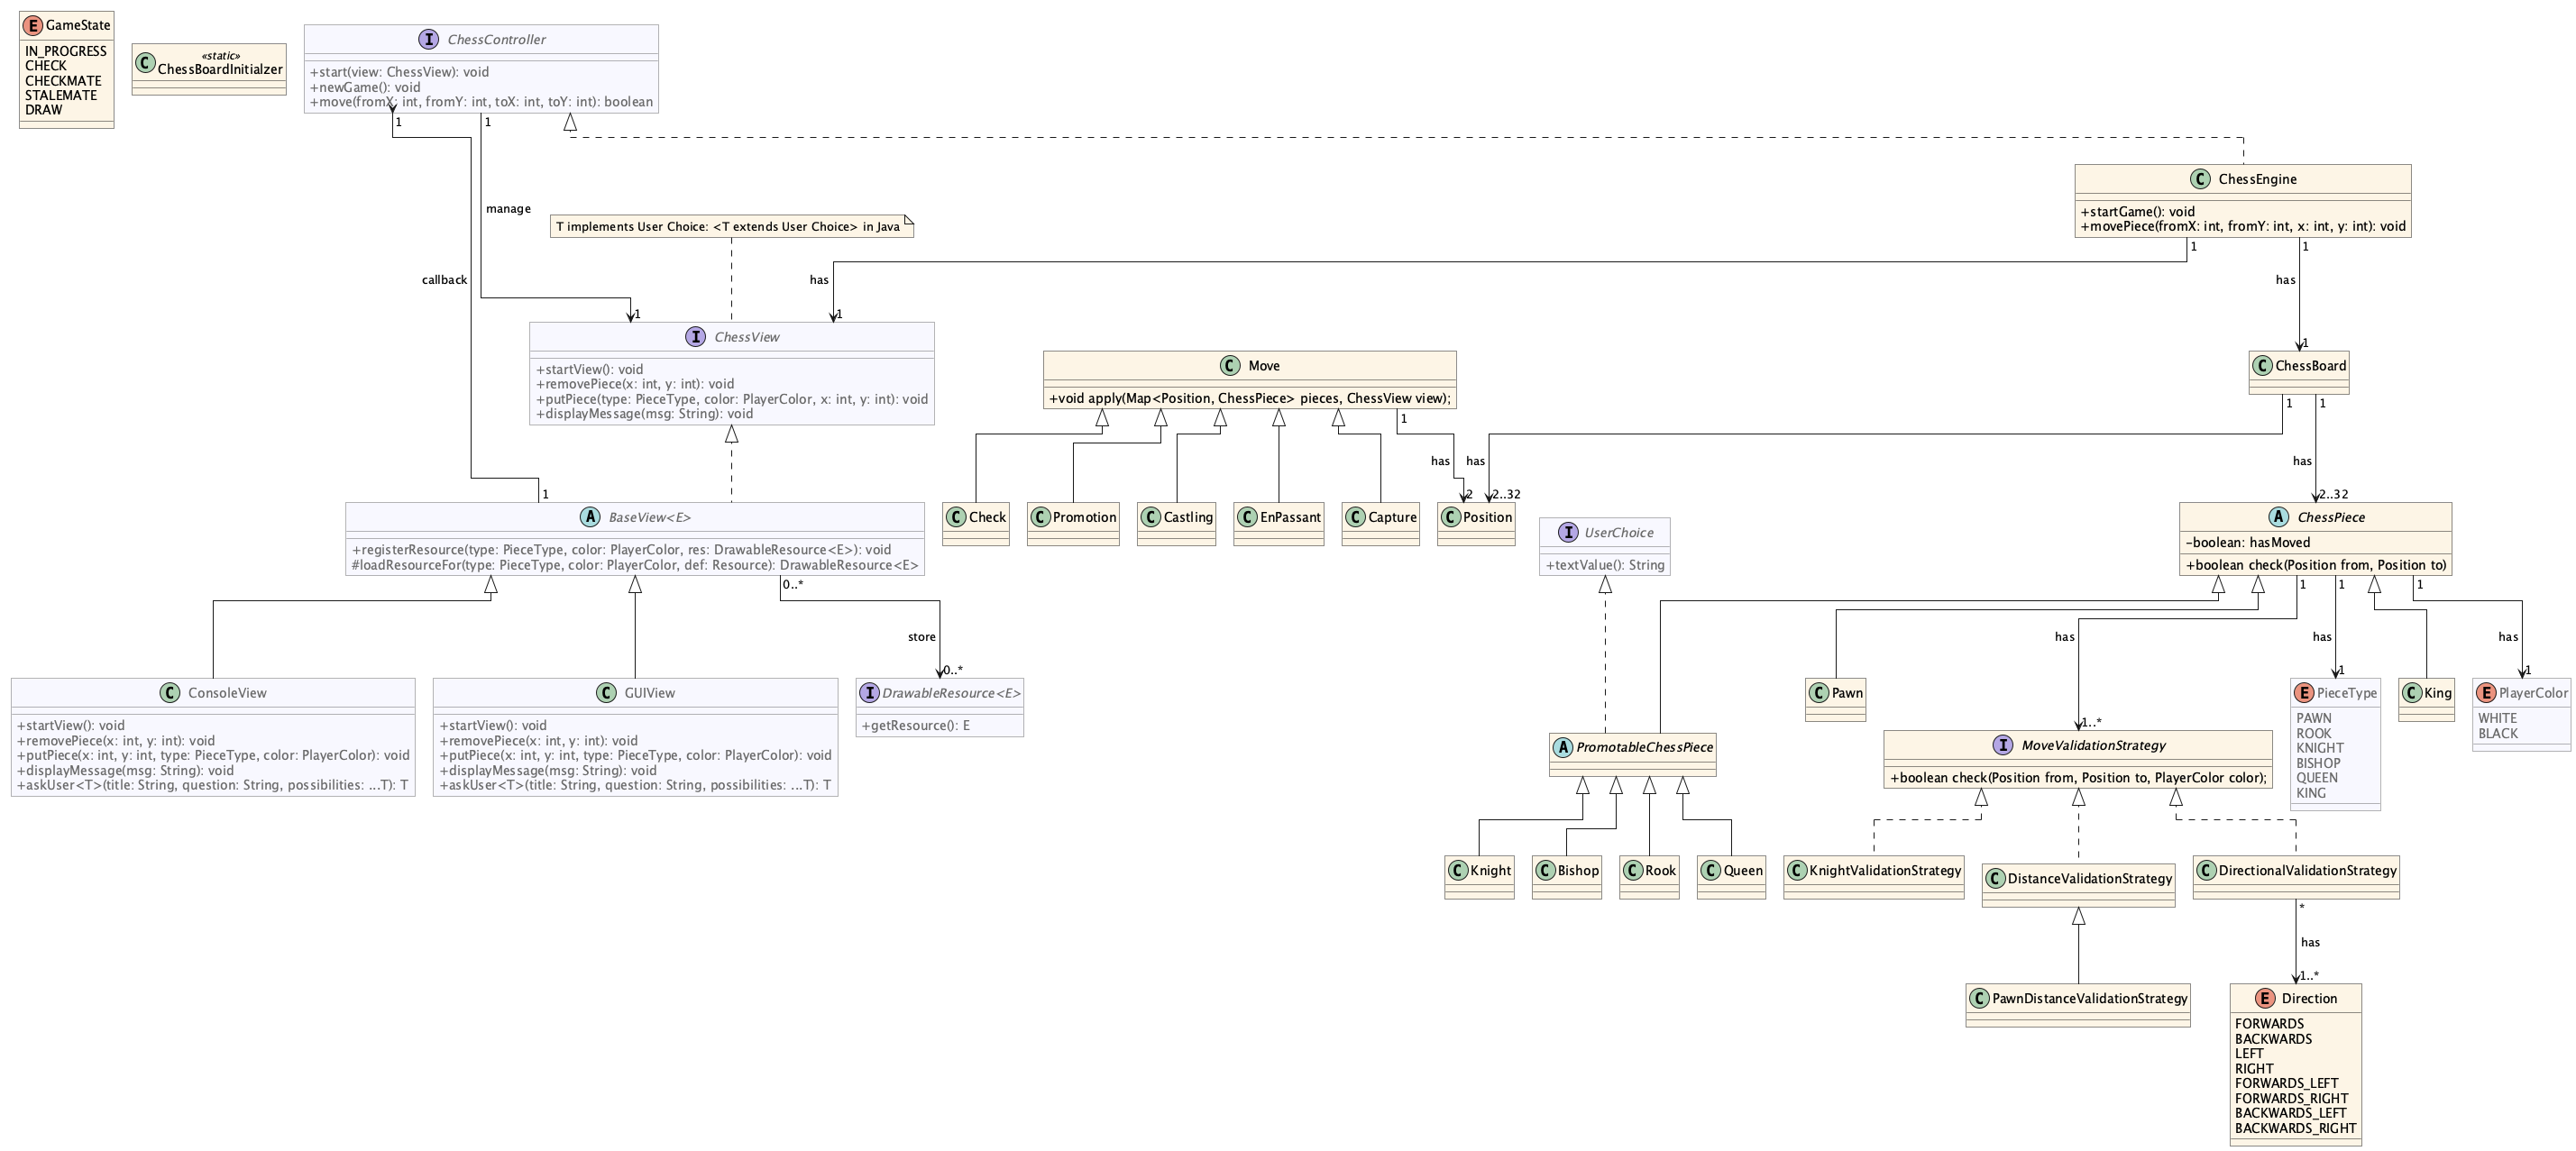 E GameState
IN_PROGRESS
CHECK
CHECKMATE
STALEMATE
DRAW
«static»
C ChessBoardInitialzer
I ChessController
+start(view: ChessView): void
+newGame(): void
+move(fromX: int, fromY: int, toX: int, toY: int): boolean
1
1
manage
callback
C ChessEngine
+startGame(): void
+movePiece(fromX: int, fromY: int, x: int, y: int): void
1
1
T implements User Choice: <T extends User Choice> in Java
has
has
1
1
1
I ChessView
+startView(): void
+removePiece(x: int, y: int): void
+putPiece(type: PieceType, color: PlayerColor, x: int, y: int): void
+displayMessage(msg: String): void
C Move
+void apply(Map<Position, ChessPiece> pieces, ChessView view);
1
C ChessBoard
1
1
has
has
has
1
2
2..32
2..32
A BaseView<E>
+registerResource(type: PieceType, color: PlayerColor, res: DrawableResource<E>): void
#loadResourceFor(type: PieceType, color: PlayerColor, def: Resource): DrawableResource<E>
0..*
C Check
C Promotion
C Castling
C EnPassant
C Capture
C Position
I UserChoice
+textValue(): String
A ChessPiece
-boolean: hasMoved
+boolean check(Position from, Position to)
1
1
1
store
has
has
has
0..*
1..*
1
1
C ConsoleView
+startView(): void
+removePiece(x: int, y: int): void
+putPiece(x: int, y: int, type: PieceType, color: PlayerColor): void
+displayMessage(msg: String): void
+askUser<T>(title: String, question: String, possibilities: ...T): T
C GUIView
+startView(): void
+removePiece(x: int, y: int): void
+putPiece(x: int, y: int, type: PieceType, color: PlayerColor): void
+displayMessage(msg: String): void
+askUser<T>(title: String, question: String, possibilities: ...T): T
I DrawableResource<E>
+getResource(): E
A PromotableChessPiece
C Pawn
I MoveValidationStrategy
+boolean check(Position from, Position to, PlayerColor color);
E PieceType
PAWN
ROOK
KNIGHT
BISHOP
QUEEN
KING
C King
E PlayerColor
WHITE
BLACK
C Knight
C Bishop
C Rook
C Queen
C KnightValidationStrategy
C DistanceValidationStrategy
C DirectionalValidationStrategy
*
has
1..*
C PawnDistanceValidationStrategy
E Direction
FORWARDS
BACKWARDS
LEFT
RIGHT
FORWARDS_LEFT
FORWARDS_RIGHT
BACKWARDS_LEFT
BACKWARDS_RIGHT